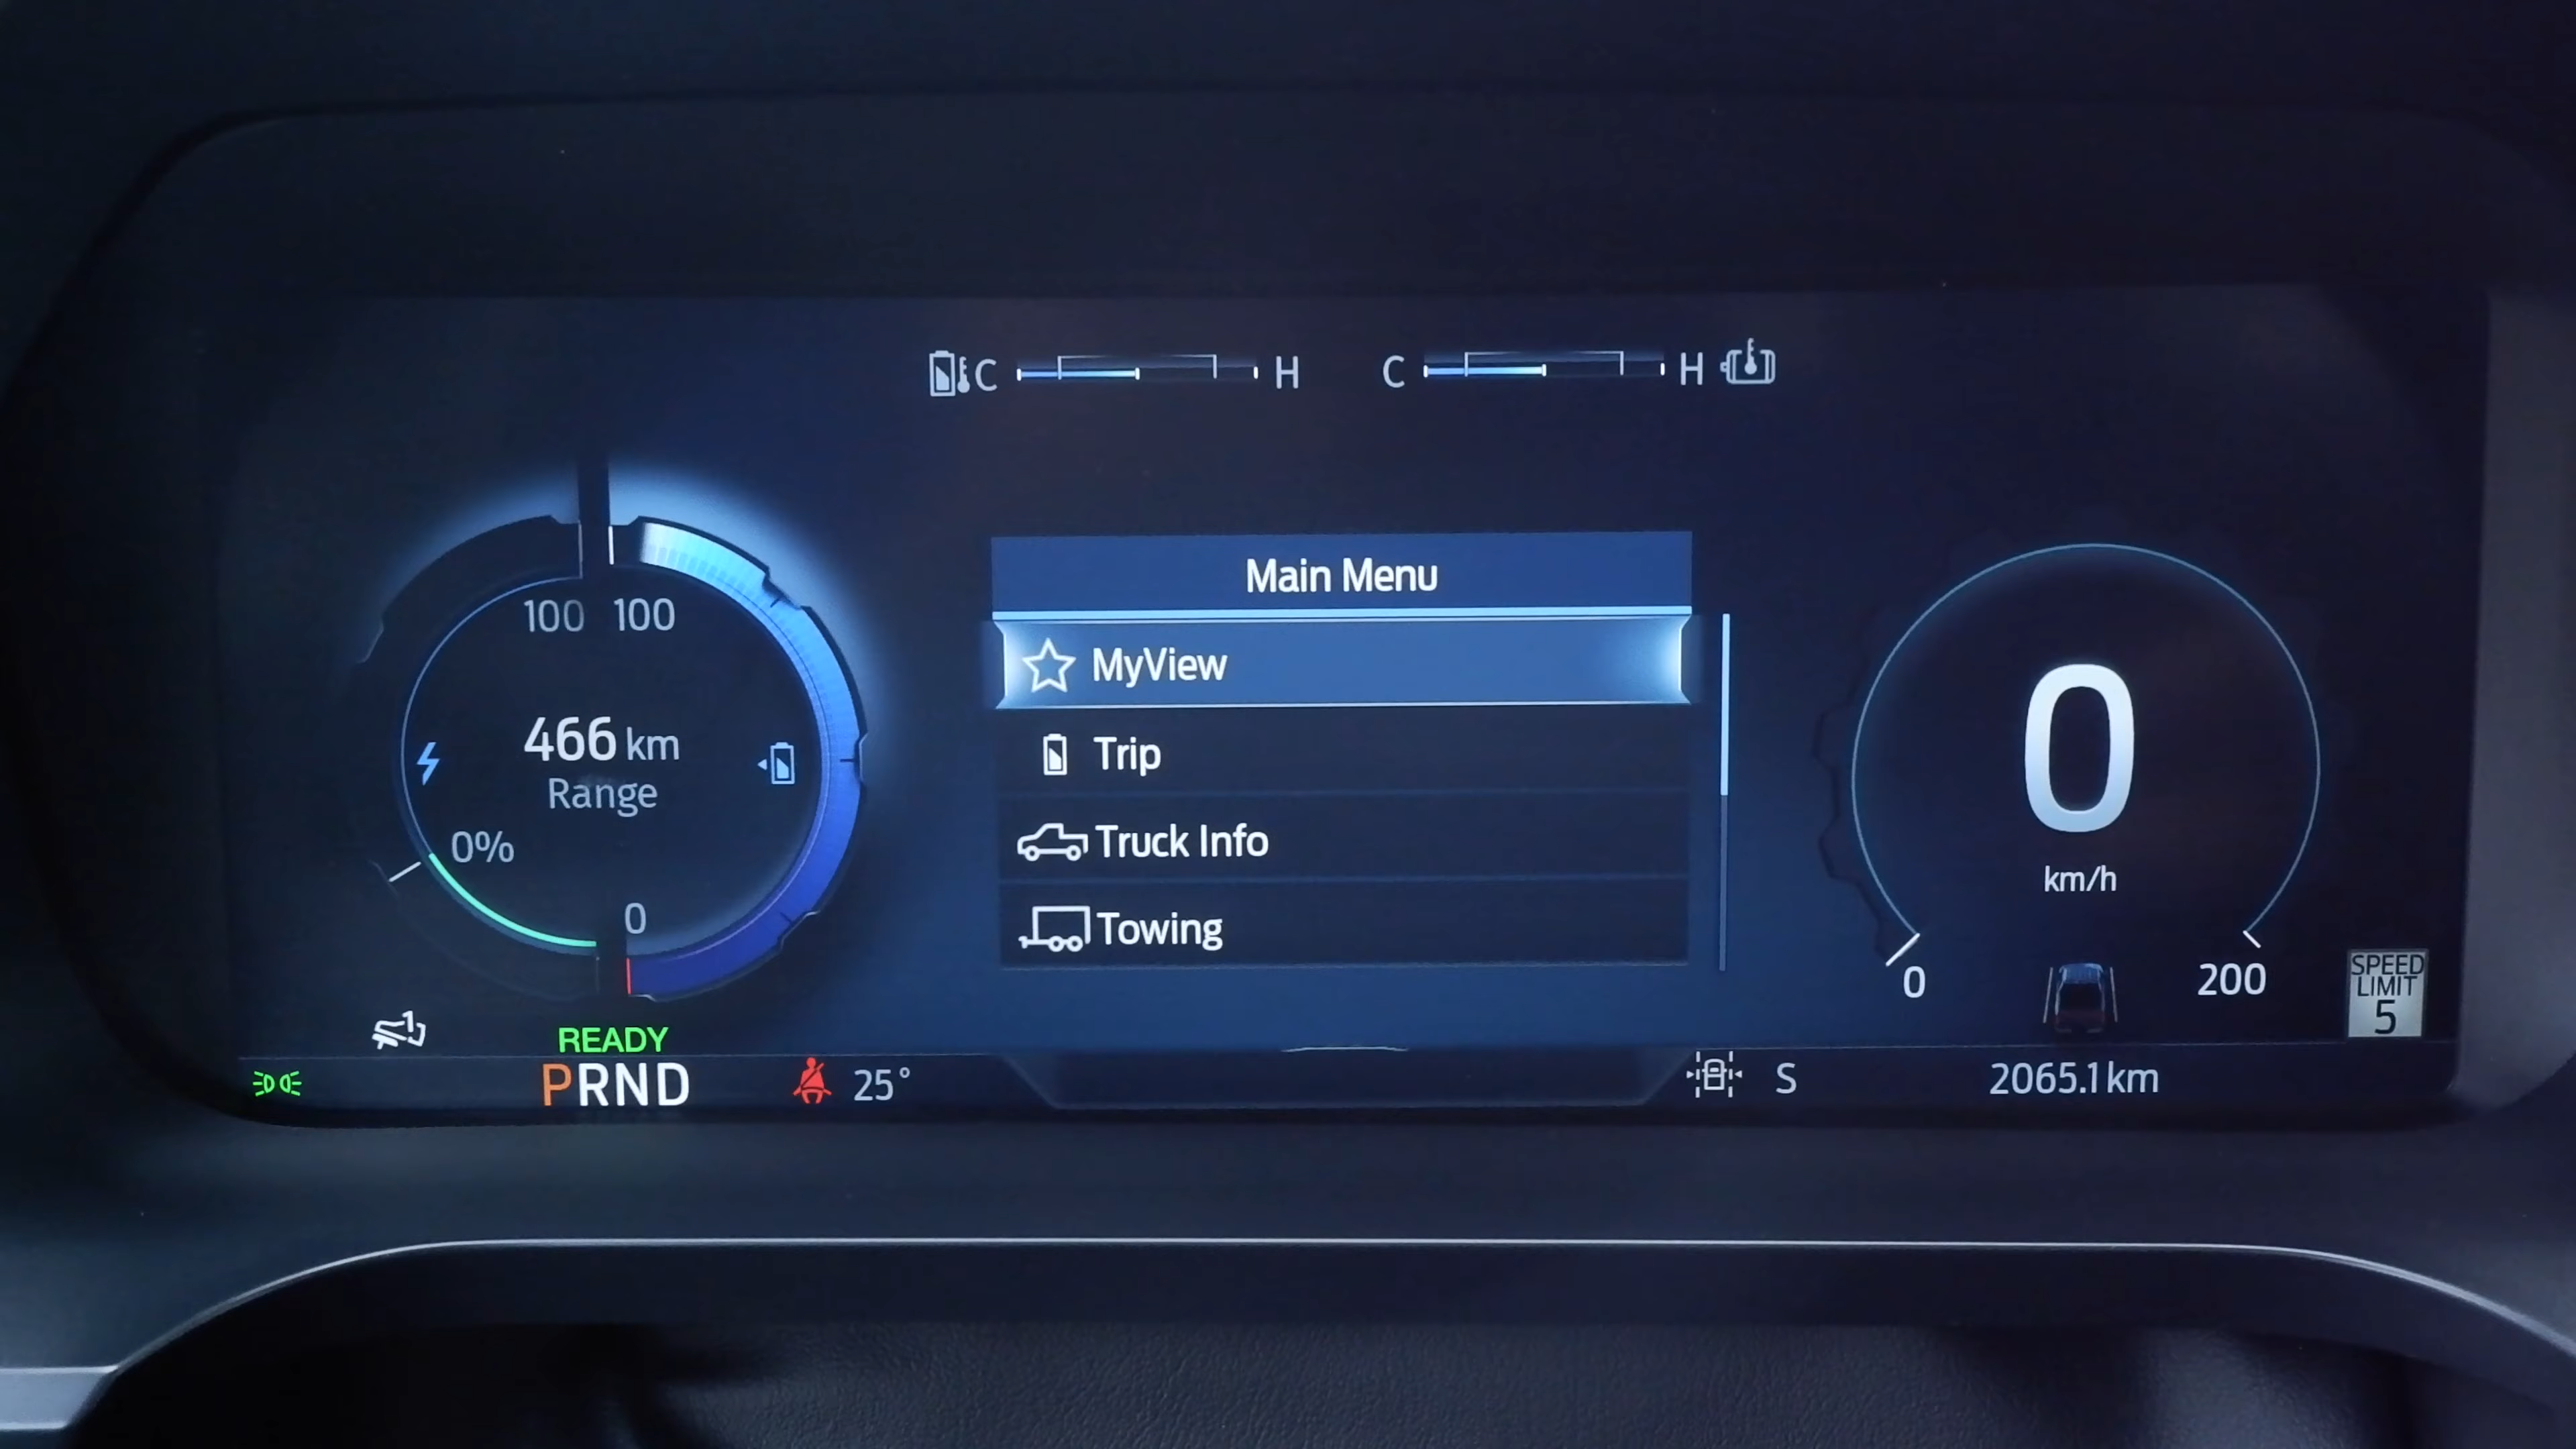 C H C H
Main Menu
100 100
MyView
466 km
Range
Trip
0%
Truck Info
0
Towing
0
km/h
0
200
SPEED
LIMIT
5
1
READY
PRND
25°
S
2065.1 km